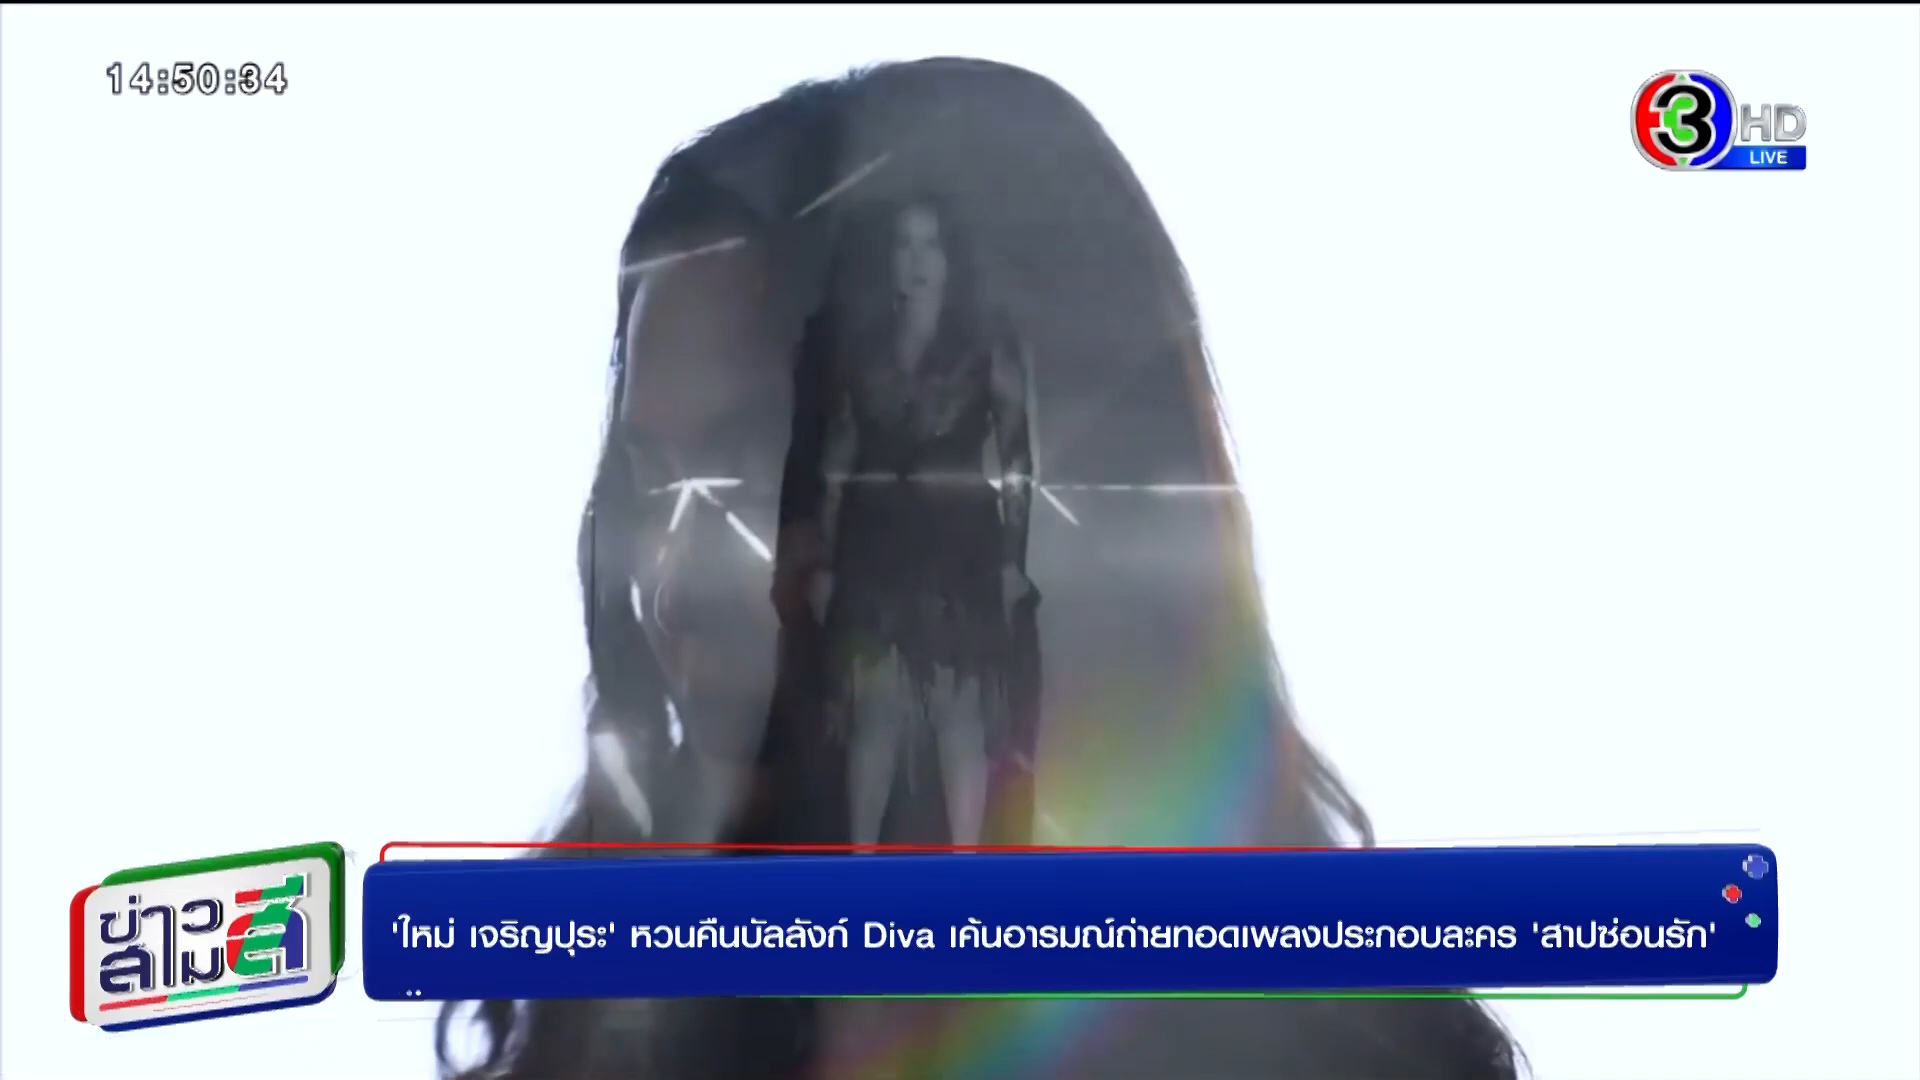 14:50:34
3 HD
LIVE
ข่าว
สามสี
'ใหม่ เจริญปุระ' หวนคืนบัลลังก์ Diva เค้นอารมณ์ถ่ายทอดเพลงประกอบละคร 'สาปซ่อนรัก'